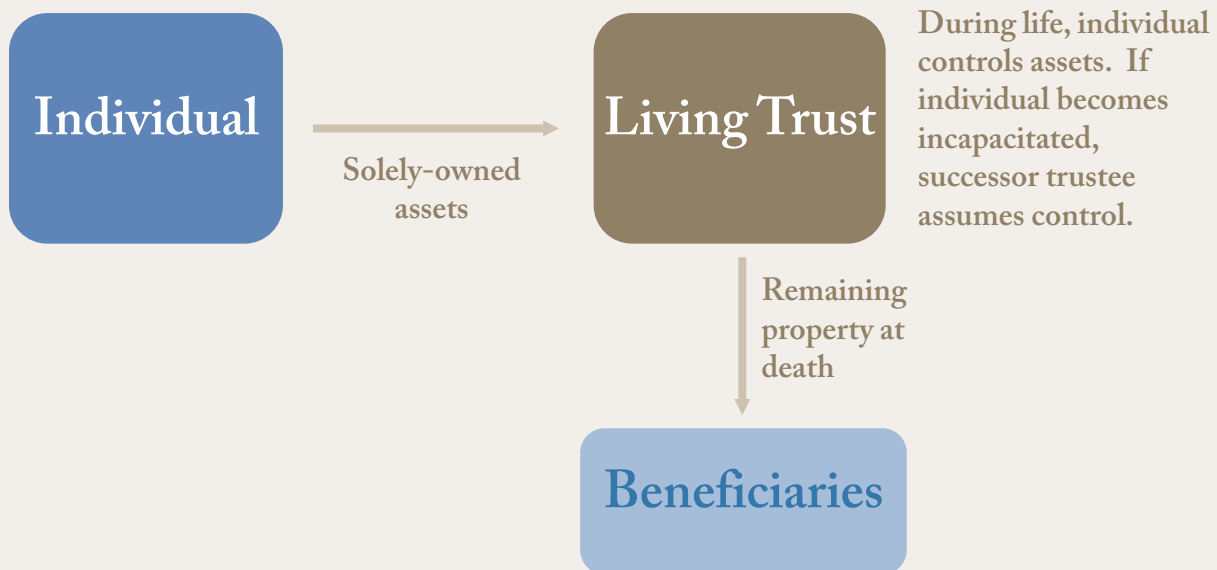 Individual
Solely-owned
assets
Living Trust
During life, individual
controls assets.  If
individual becomes
incapacitated,
successor trustee
assumes control.
Remaining
property at
death
Beneficiaries